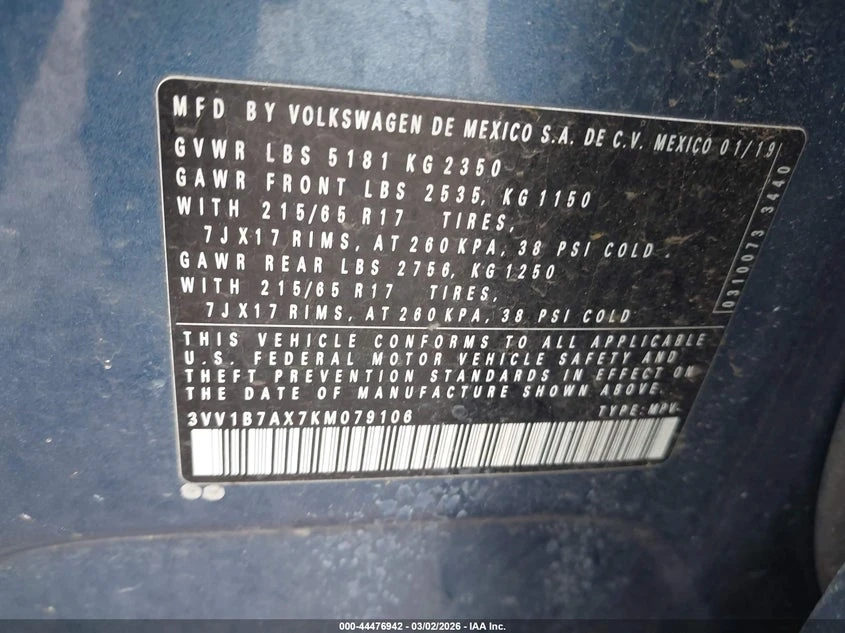 MFD BY VOLKSWAGEN DE MEXICO S.A. DE C.V. MEXICO 01/19
GVWR LBS 5181 KG 2350
GAWR FRONT LBS 2535, KG 1150
WITH 215/65 R17 TIRES,
7JX17 RIMS, AT 260 KPA, 38 PSI COLD .
GAWR REAR LBS 2756, KG 1250
WITH 215/65 R17 TIRES,
7JX17 RIMS, AT 260 KPA, 38 PSI COLD
0310073 3440
THIS VEHICLE CONFORMS TO ALL APPLICABLE
U.S. FEDERAL MOTOR VEHICLE SAFETY AND
THEFT PREVENTION STANDARDS IN EFFECT ON
THE DATE OF MANUFACTURE SHOWN ABOVE.
3VV1B7AX7KM079106 TYPE: MPV
000-44476942 - 03/02/2026 - IAA Inc.